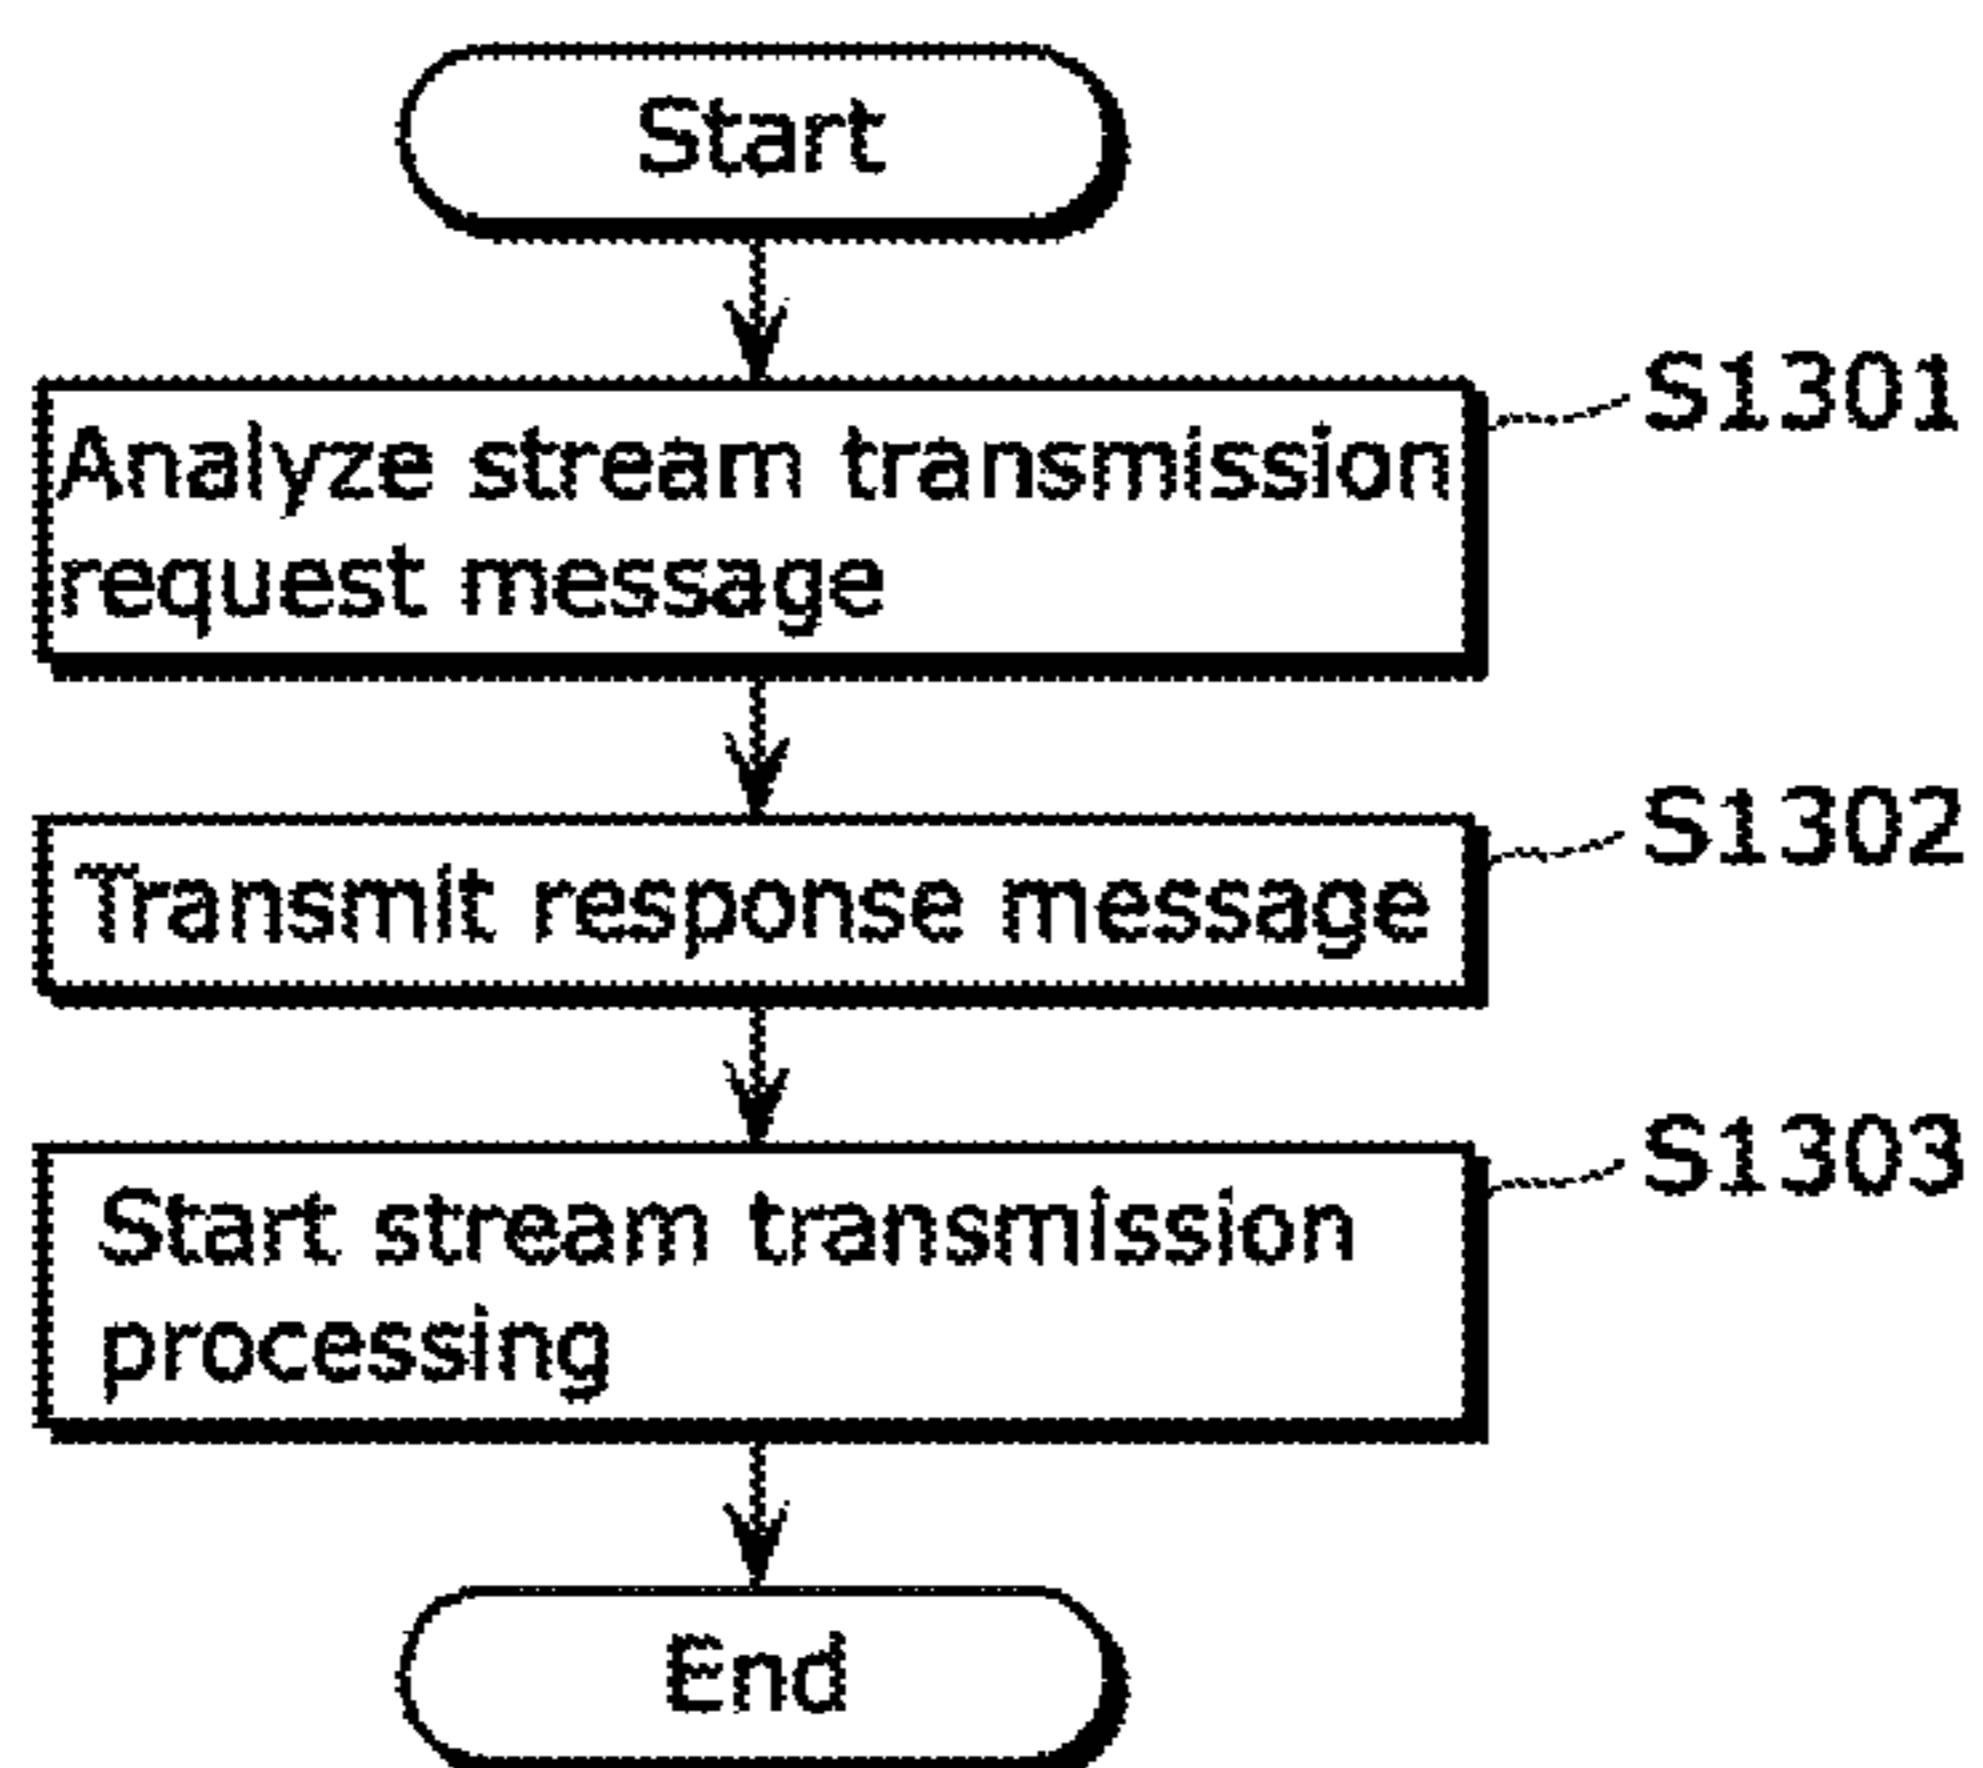 Start
S1301
Analyze stream transmission
request message
S1302
Transmit response message
S1303
Start stream transmission
processing
End